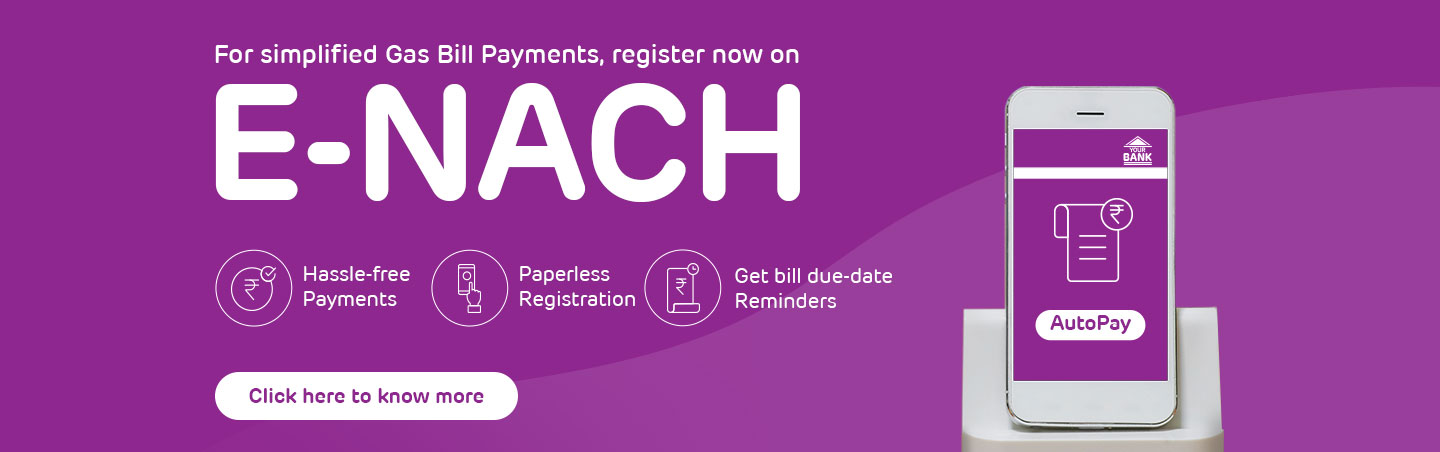 For simplified Gas Bill Payments, register now on
E-NACH
Hassle-free
Payments
Paperless
Registration
Get bill due-date
Reminders
Click here to know more
YOUR
BANK
₹
AutoPay